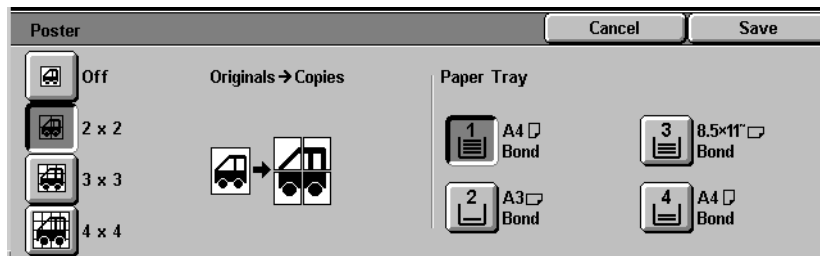 Poster
Cancel
Save
Off
2 x 2
3 x 3
4 x 4
Originals → Copies
Paper Tray
1
A4
Bond
2
A3
Bond
3
8.5×11"
Bond
4
A4
Bond